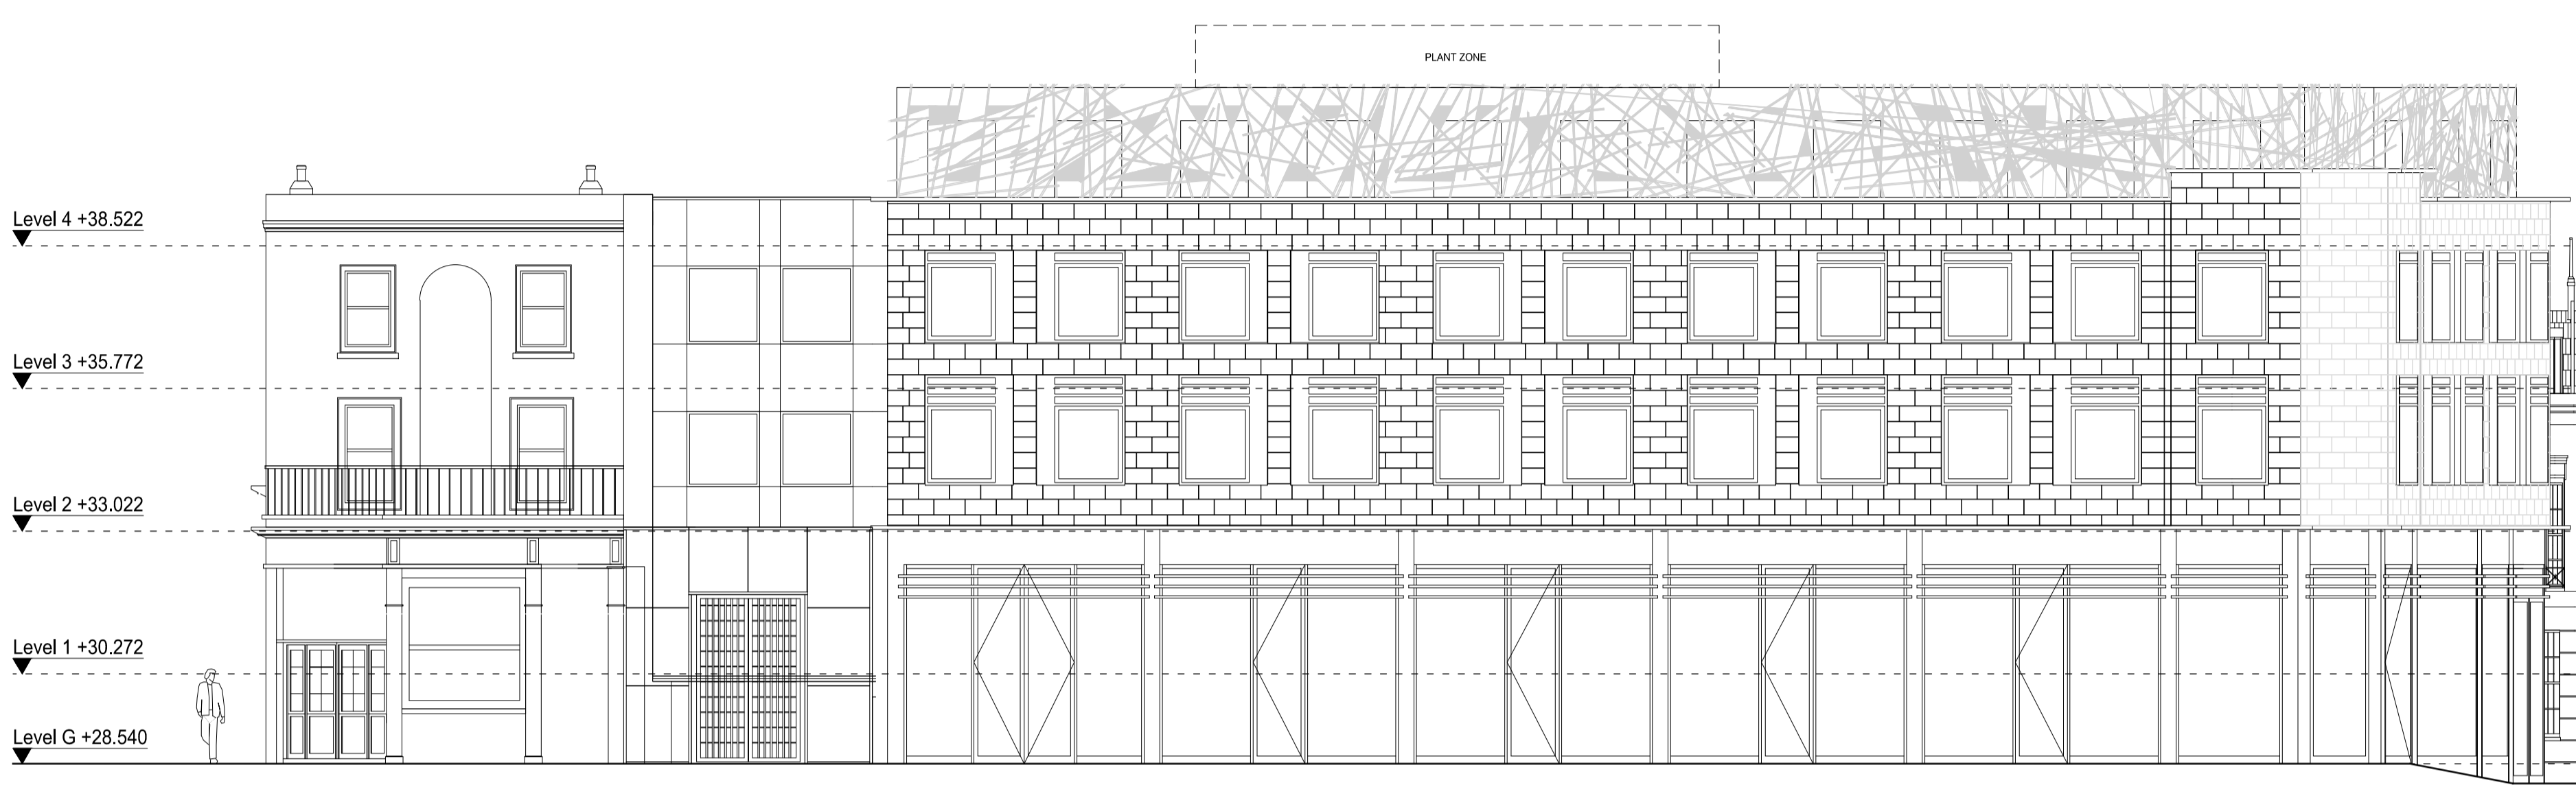 PLANT ZONE
Level 4 +38.522
Level 3 +35.772
Level 2 +33.022
Level 1 +30.272
Level G +28.540